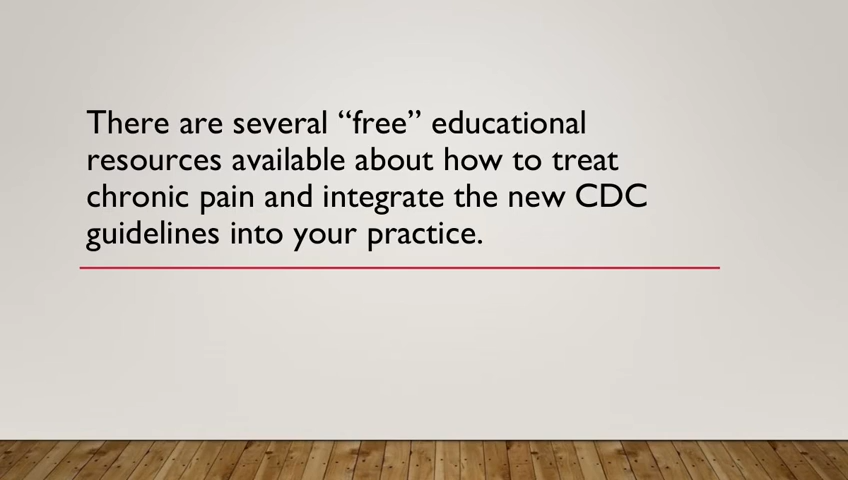 There are several “free” educational
resources available about how to treat
chronic pain and integrate the new CDC
guidelines into your practice.